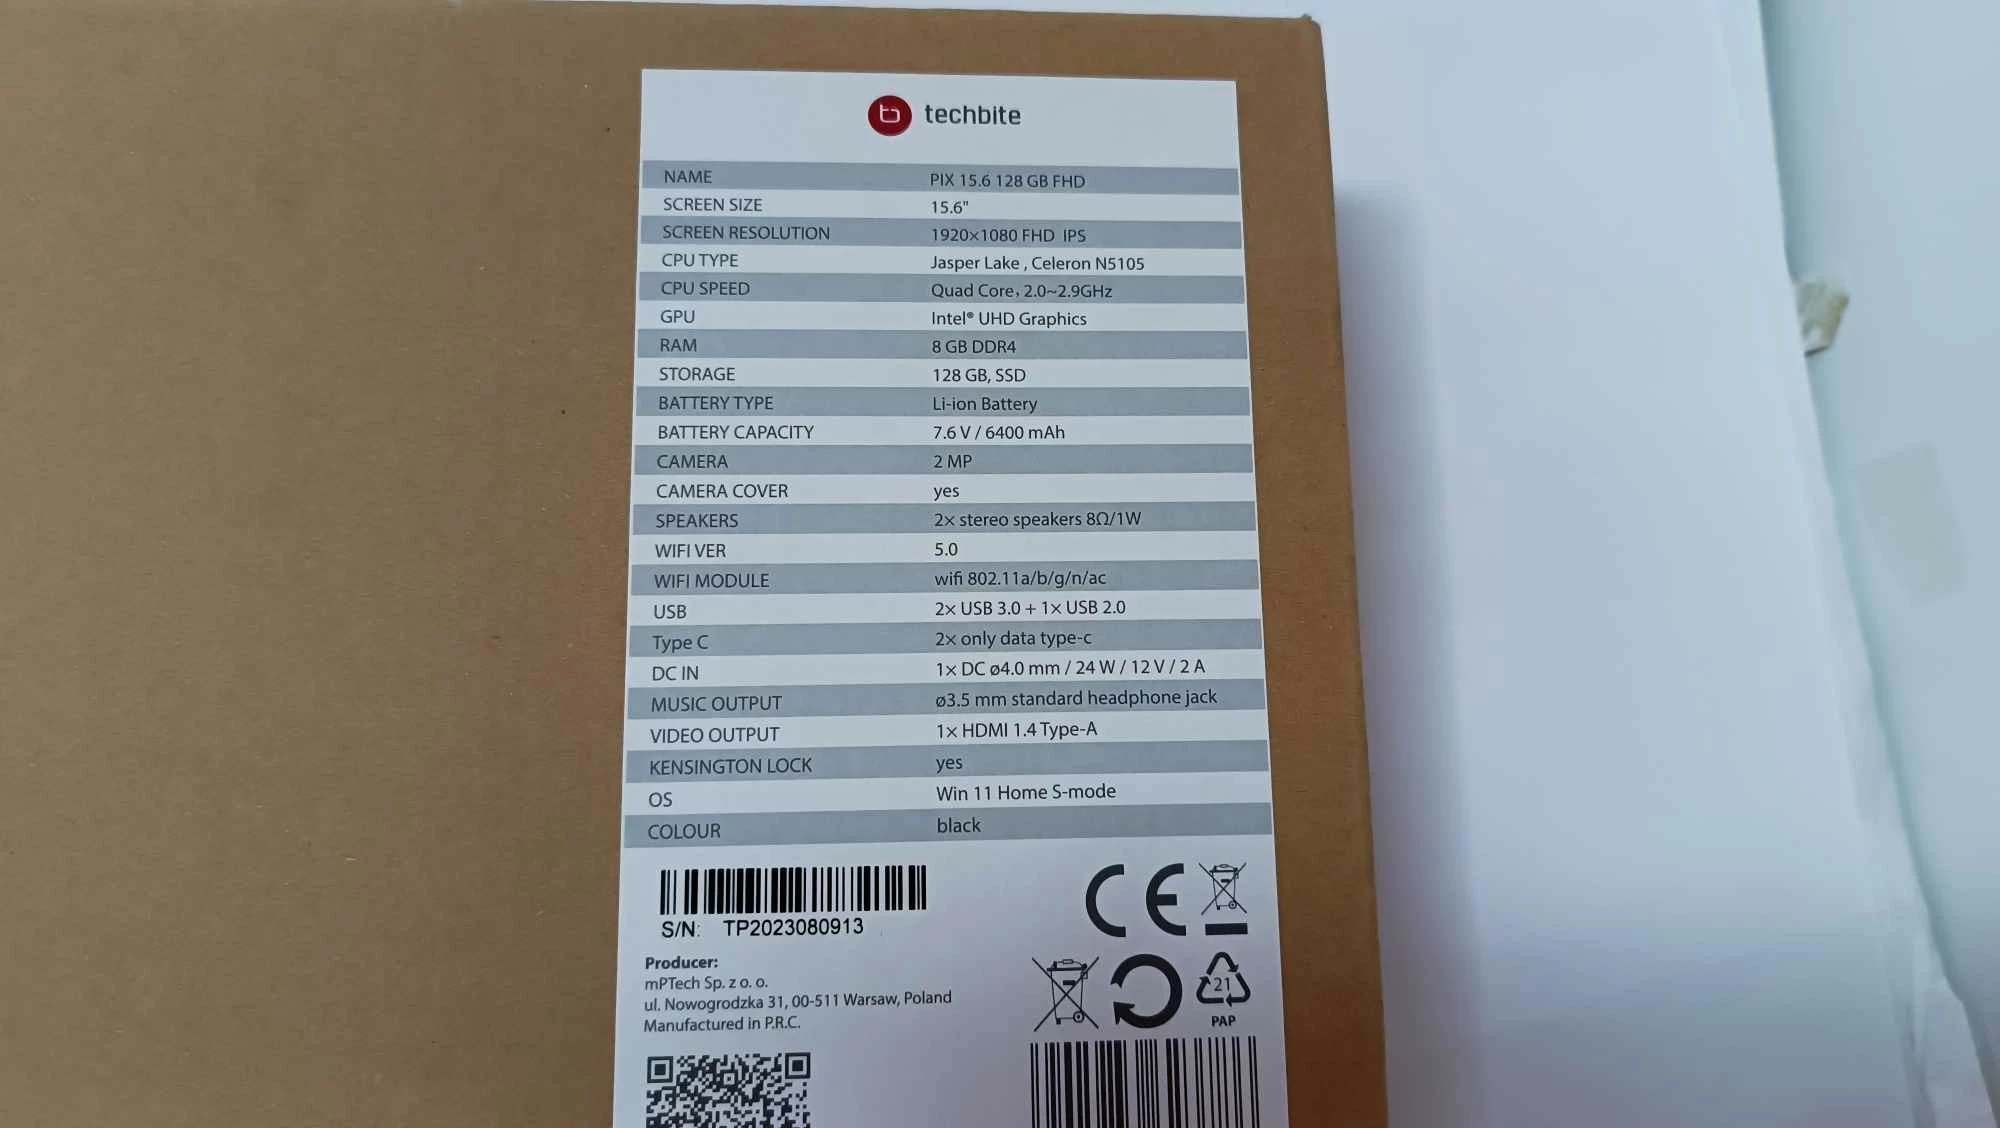 techbite
NAME PIX 15.6 128 GB FHD
SCREEN SIZE 15.6"
SCREEN RESOLUTION 1920×1080 FHD IPS
CPU TYPE Jasper Lake , Celeron N5105
CPU SPEED Quad Core, 2.0~2.9GHz
GPU Intel® UHD Graphics
RAM 8 GB DDR4
STORAGE 128 GB, SSD
BATTERY TYPE Li-ion Battery
BATTERY CAPACITY 7.6 V / 6400 mAh
CAMERA 2 MP
CAMERA COVER yes
SPEAKERS 2× stereo speakers 8Ω/1W
WIFI VER 5.0
WIFI MODULE wifi 802.11a/b/g/n/ac
USB 2× USB 3.0 + 1× USB 2.0
Type C 2× only data type-c
DC IN 1× DC ø4.0 mm / 24 W / 12 V / 2 A
MUSIC OUTPUT ø3.5 mm standard headphone jack
VIDEO OUTPUT 1× HDMI 1.4 Type-A
KENSINGTON LOCK yes
OS Win 11 Home S-mode
COLOUR black
S/N: TP2023080913
CE
Producer:
mPTech Sp. z o. o.
ul. Nowogrodzka 31, 00-511 Warsaw, Poland
Manufactured in P.R.C.
21
PAP